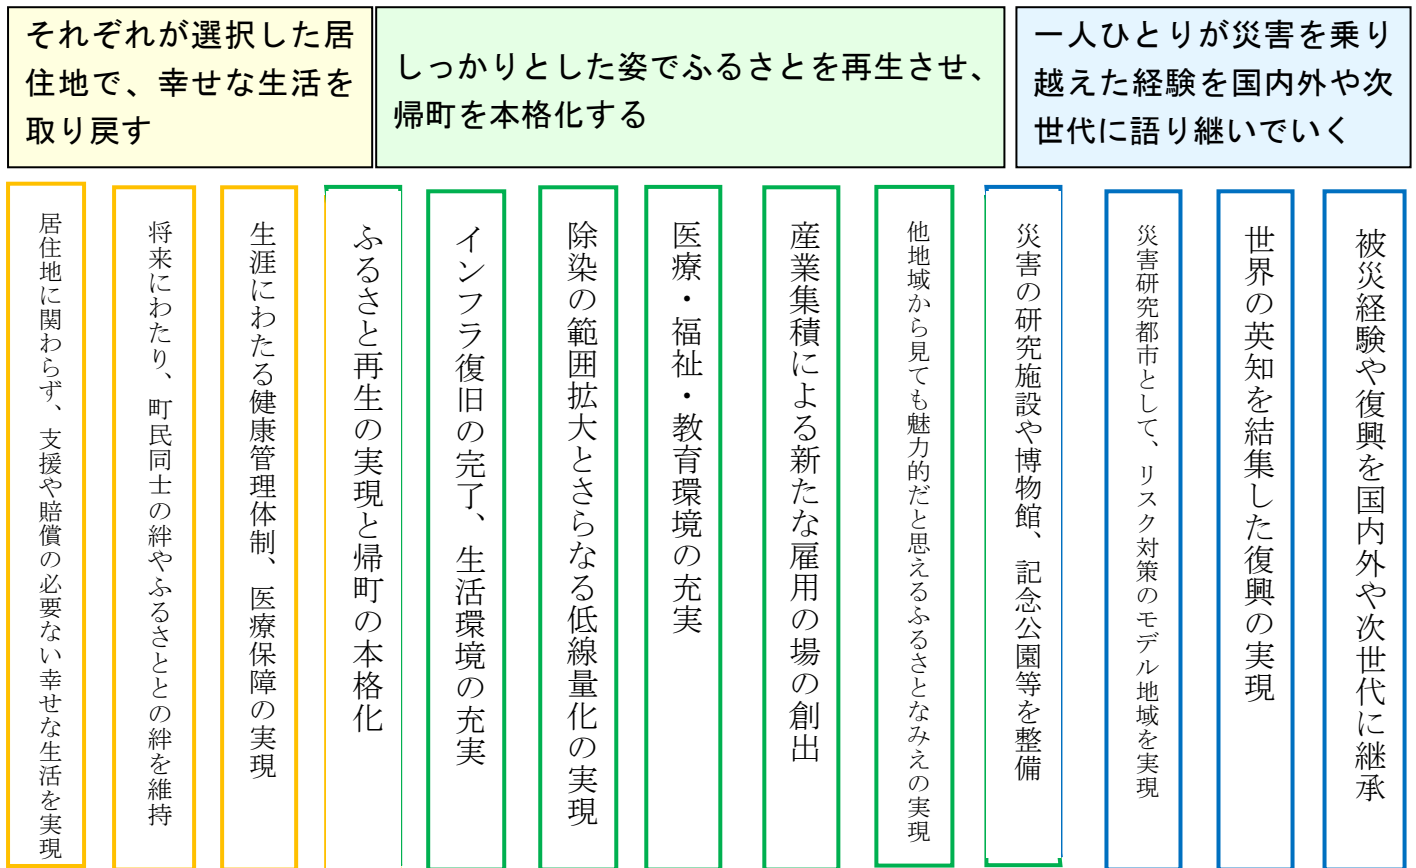 それぞれが選択した居
住地で、幸せな生活を
取り戻す
しっかりとした姿でふるさとを再生させ、
帰町を本格化する
一人ひとりが災害を乗り
越えた経験を国内外や次
世代に語り継いでいく
居住地に関わらず、支援や賠償の必要ない幸せな生活を実現
将来にわたり、町民同士の絆やふるさととの絆を維持
生涯にわたる健康管理体制、医療保障の実現
ふるさと再生の実現と帰町の本格化
インフラ復旧の完了、生活環境の充実
除染の範囲拡大とさらなる低線量化の実現
医療・福祉・教育環境の充実
産業集積による新たな雇用の場の創出
他地域から見ても魅力的だと思えるふるさとなみえの実現
災害の研究施設や博物館、記念公園等を整備
災害研究都市として、リスク対策のモデル地域を実現
世界の英知を結集した復興の実現
被災経験や復興を国内外や次世代に継承